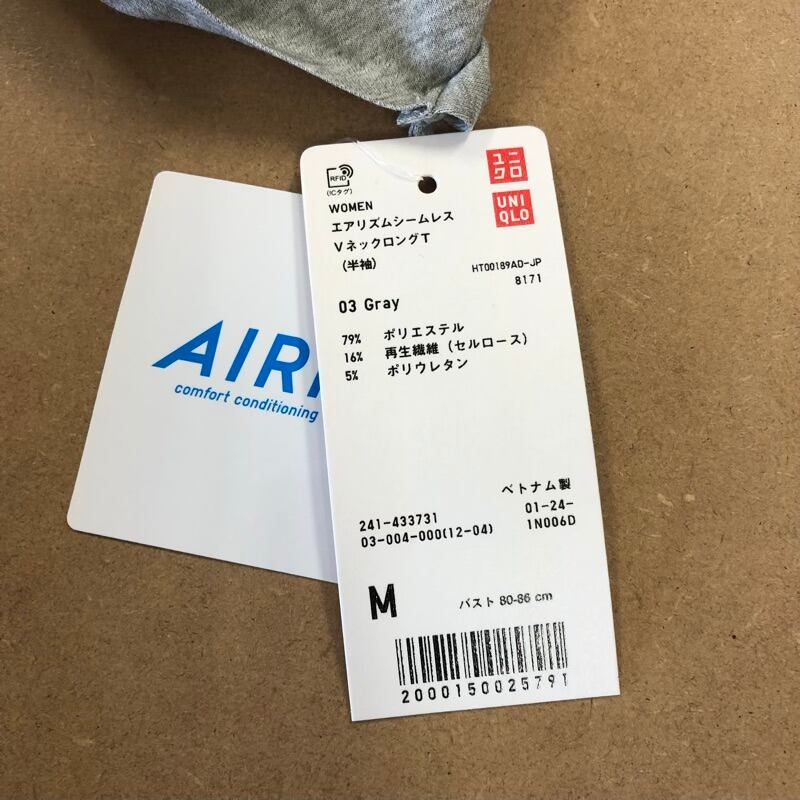 RFID
(ICタグ)
ユニ
クロ
UNI
QLO
WOMEN
エアリズムシームレス
VネックロングT
(半袖)
HT00189AD-JP
8171
03 Gray
79% ポリエステル
16% 再生繊維(セルロース)
5% ポリウレタン
ベトナム製
241-433731
03-004-000(12-04)
01-24-
1N006D
M
バスト 80-86 cm
2000150025791
AIRI
comfort conditioning